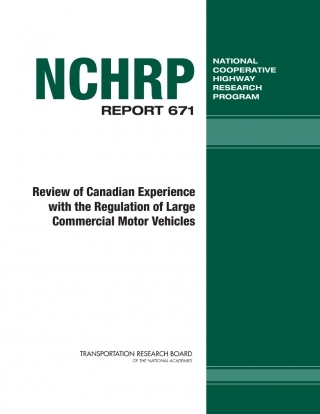 NCHRP
REPORT 671
NATIONAL
COOPERATIVE
HIGHWAY
RESEARCH
PROGRAM
Review of Canadian Experience
with the Regulation of Large
Commercial Motor Vehicles
TRANSPORTATION RESEARCH BOARD
OF THE NATIONAL ACADEMIES